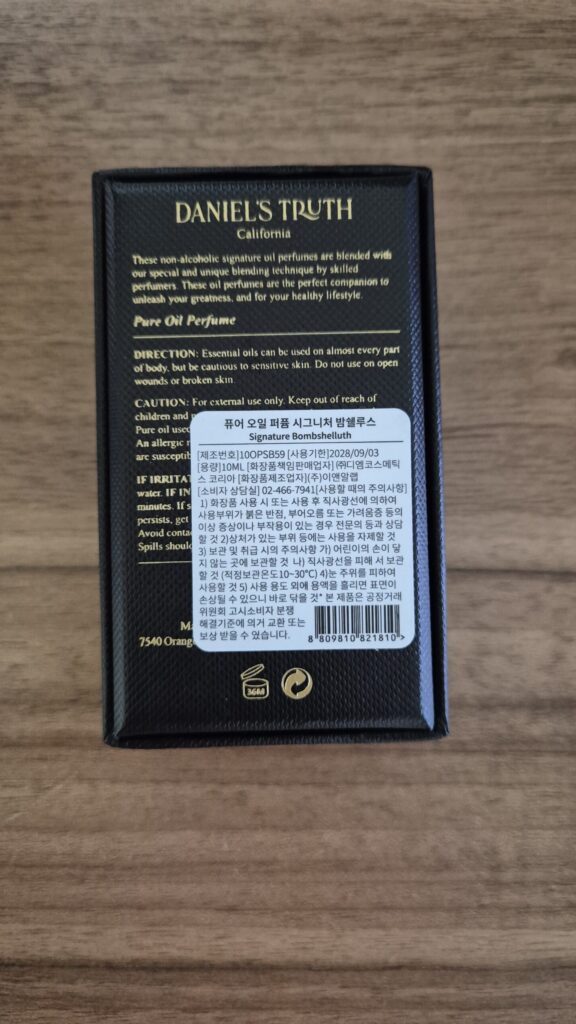 DANIEL'S TRUTH
California
These non-alcoholic signature oil perfumes are blended with
our special and unique blending technique by skilled
perfumers. These oil perfumes are the perfect companion to
unleash your greatness, and for your healthy lifestyle.
Pure Oil Perfume
DIRECTION: Essential oils can be used on almost every part
of body, but be cautious to sensitive skin. Do not use on open
wounds or broken skin.
CAUTION: For external use only. Keep out of reach of
children and
Pure oil used
An allergic
are susceptib
IF IRRITAT
water. IF IN
minutes. If s
persists, get
Avoid contac
Spills shoul
Ma
7540 Orang
퓨어 오일 퍼퓸 시그니처 밤쉘루스
Signature Bombshelluth
[제조번호]10OPSB59 [사용기한]2028/09/03
[용량]10ML [화장품책임판매업자] ㈜디엠코스메틱
스 코리아 [화장품제조업자](주)이앤알랩
[소비자 상담실] 02-466-7941[사용할 때의 주의사항]
1) 화장품 사용 시 또는 사용 후 직사광선에 의하여
사용부위가 붉은 반점, 부어오름 또는 가려움증 등의
이상 증상이나 부작용이 있는 경우 전문의 등과 상담
할 것 2)상처가 있는 부위 등에는 사용을 자제할 것
3) 보관 및 취급 시의 주의사항 가) 어린이의 손이 닿
지 않는 곳에 보관할 것 나) 직사광선을 피해 서 보관
할 것 (적정보관온도10~30℃) 4)눈 주위를 피하여
사용할 것 5) 사용 용도 외에 용액을 흘리면 표면이
손상될 수 있으니 바로 닦을 것* 본 제품은 공정거래
위원회 고시소비자 분쟁
해결기준에 의거 교환 또는
보상 받을 수 였습니다.
8 809810 821810 >
36M